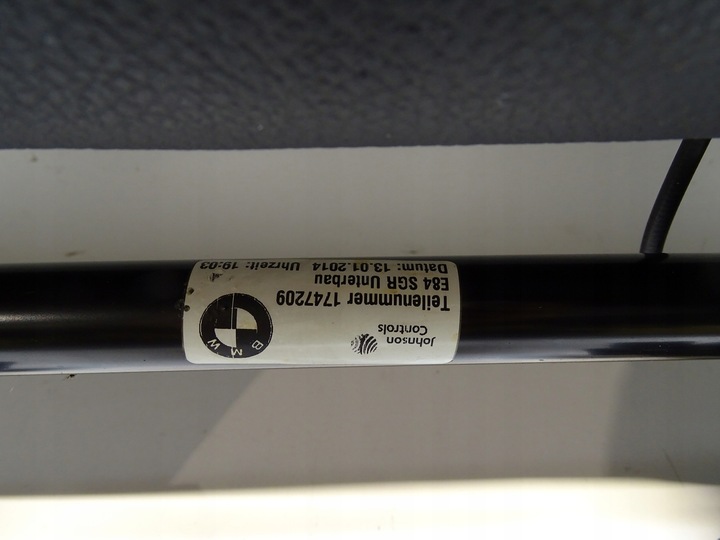 Johnson
Controls
BMW
Teilenummer 1747209
E84 SGR Unterbau
Datum: 13.01.2014 Uhrzeit: 19:03